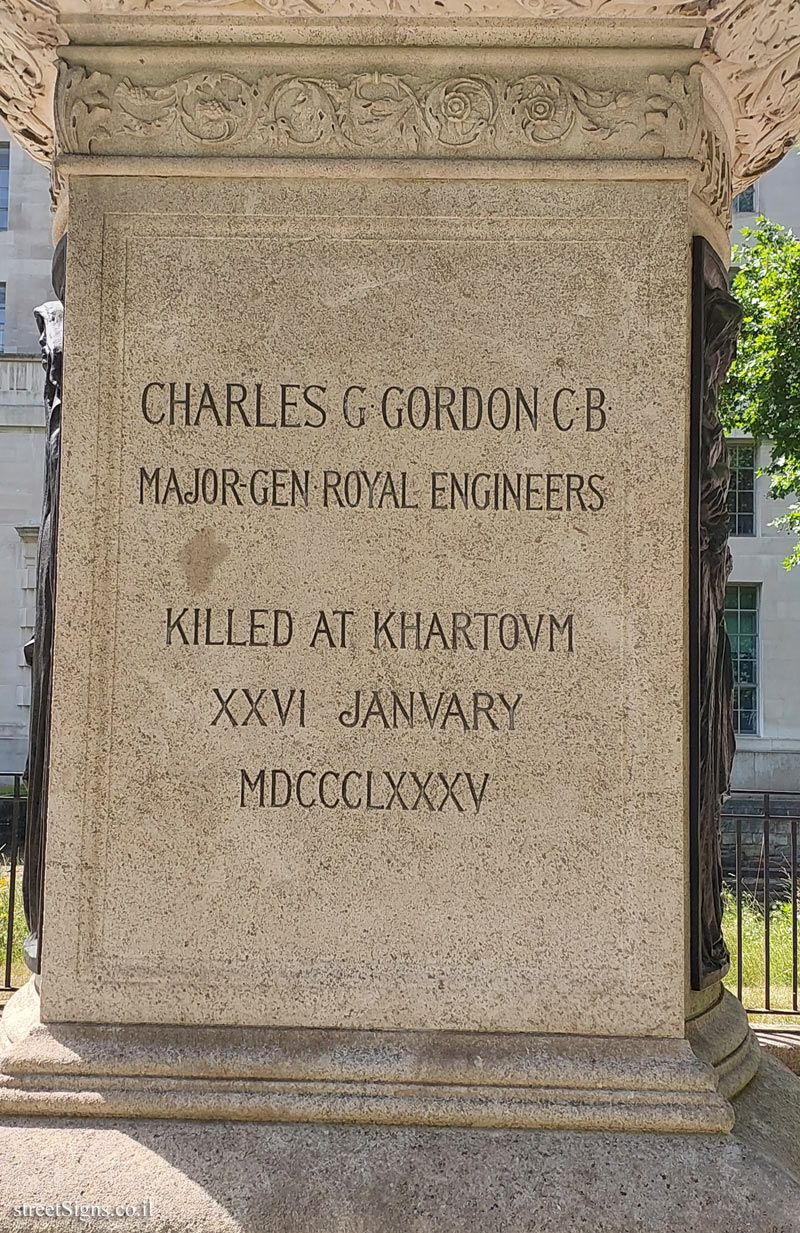 CHARLES G·GORDON C·B·
MAJOR-GEN·ROYAL ENGINEERS
KILLED AT KHARTOVM
XXVI JANVARY
MDCCCLXXXV
streetSigns.co.il